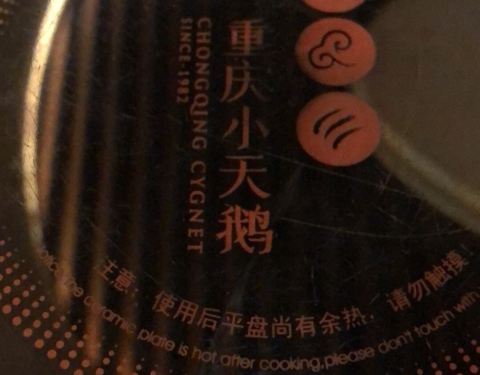 重庆小天鹅
CHONGQING CYGNET
SINCE-1982
注意：使用后平盘尚有余热，请勿触摸
ceramic plate is not after cooking,please don't touch with